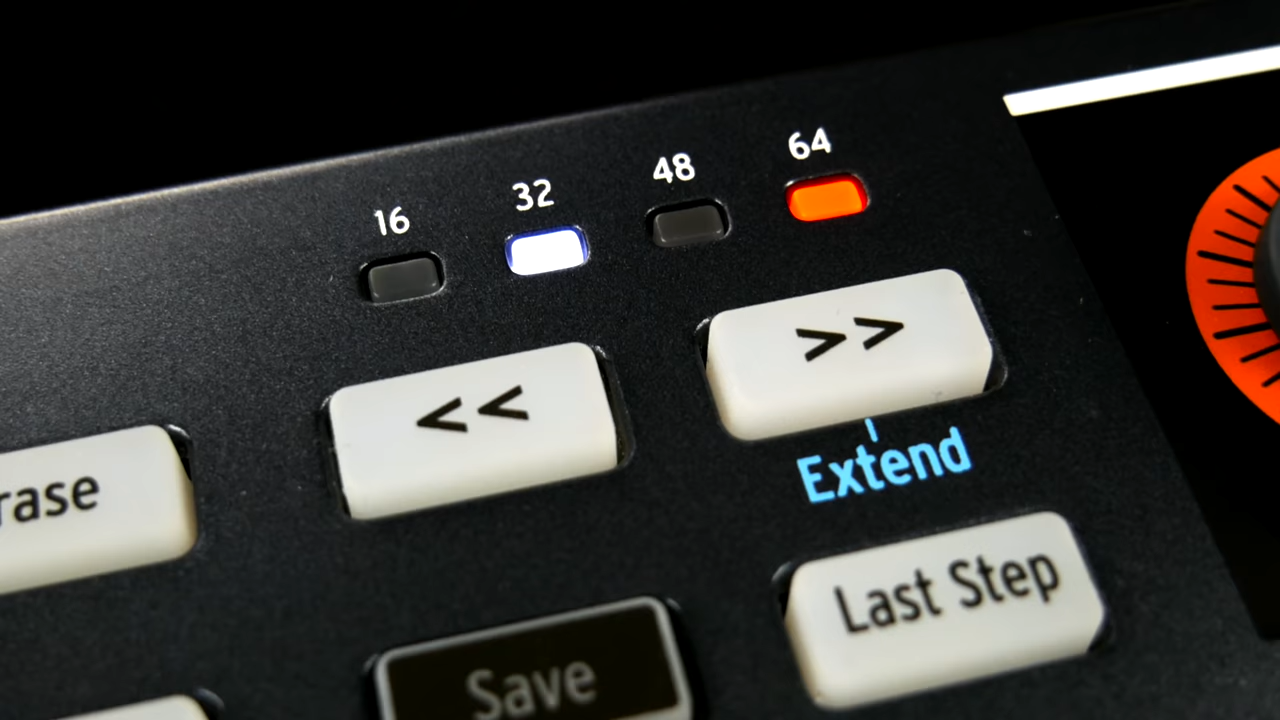 16
32
48
64
<<
>>
Extend
rase
Last Step
Save